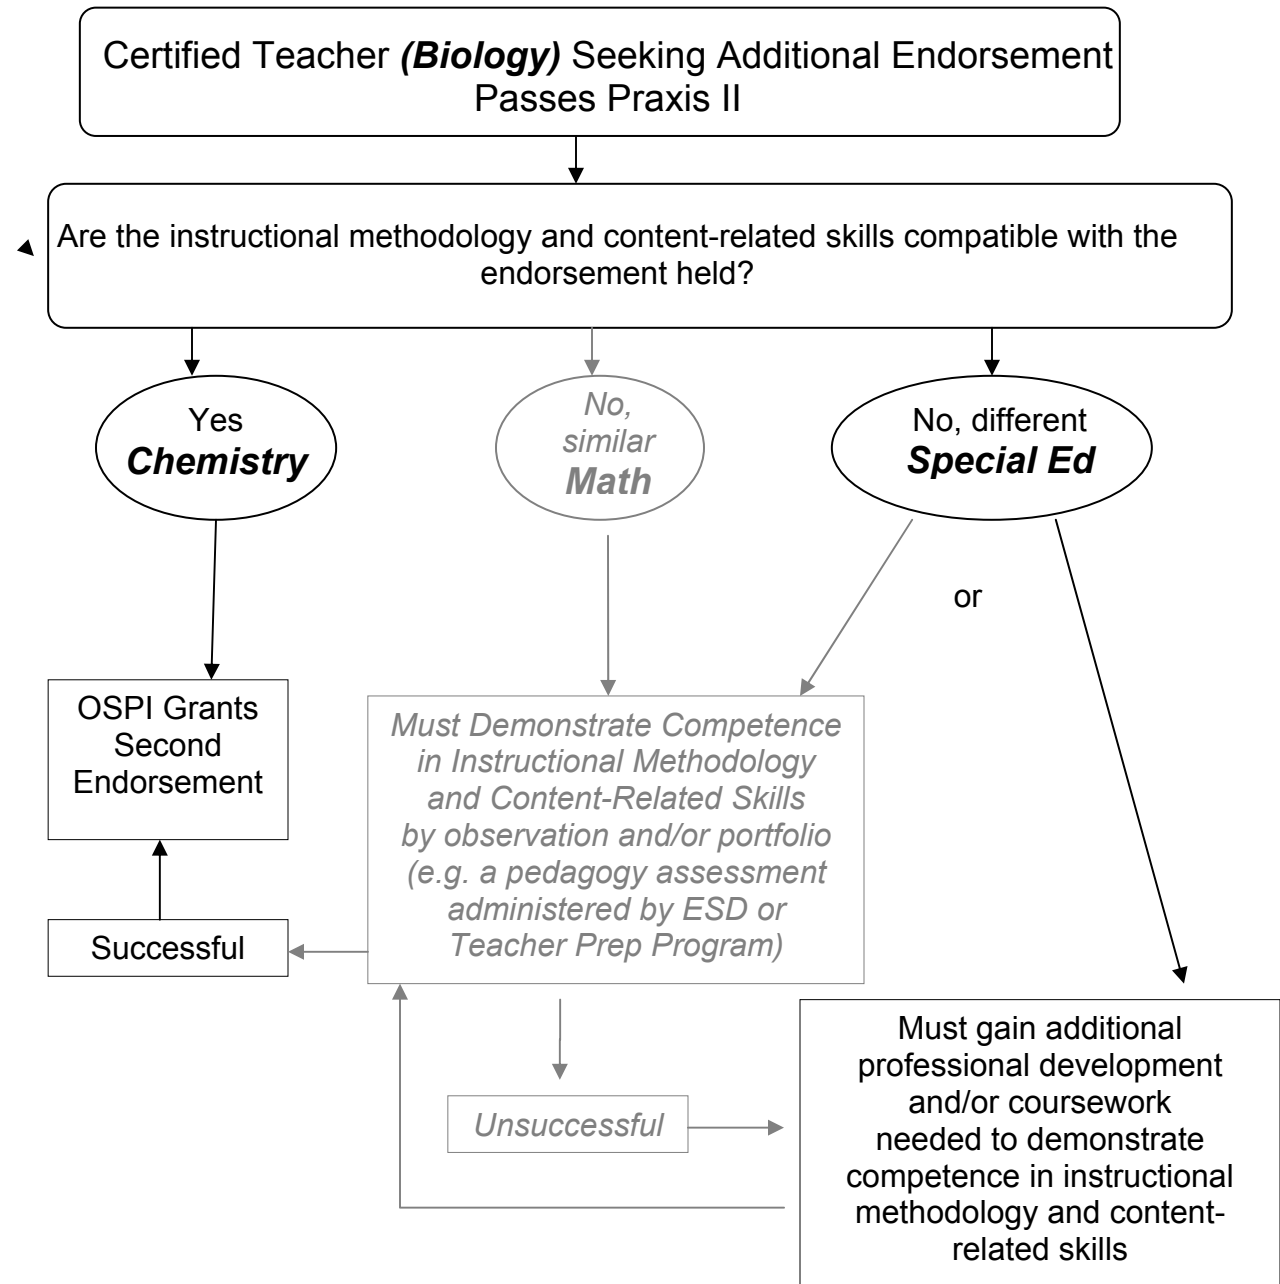 Certified Teacher (Biology) Seeking Additional Endorsement
Passes Praxis II
Are the instructional methodology and content-related skills compatible with the
endorsement held?
Yes
Chemistry
No,
similar
Math
No, different
Special Ed
or
OSPI Grants
Second
Endorsement
Must Demonstrate Competence
in Instructional Methodology
and Content-Related Skills
by observation and/or portfolio
(e.g. a pedagogy assessment
administered by ESD or
Teacher Prep Program)
Successful
Unsuccessful
Must gain additional
professional development
and/or coursework
needed to demonstrate
competence in instructional
methodology and content-
related skills